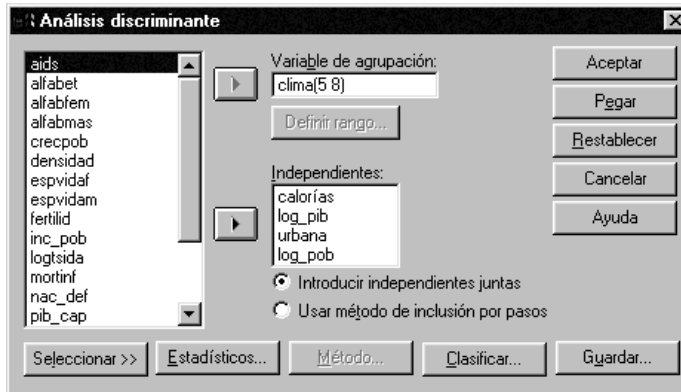 Análisis discriminante
aids
alfabet
alfabfem
alfabmas
crecpob
densidad
espvidaf
espvidam
fertilid
inc_pob
logtsida
mortinf
nac_def
pib_cap
Variable de agrupación:
clima(5 8)
Definir rango...
Independientes:
calorías
log_pib
urbana
log_pob
Introducir independientes juntas
Usar método de inclusión por pasos
Aceptar
Pegar
Restablecer
Cancelar
Ayuda
Seleccionar >>
Estadísticos...
Método...
Clasificar...
Guardar...